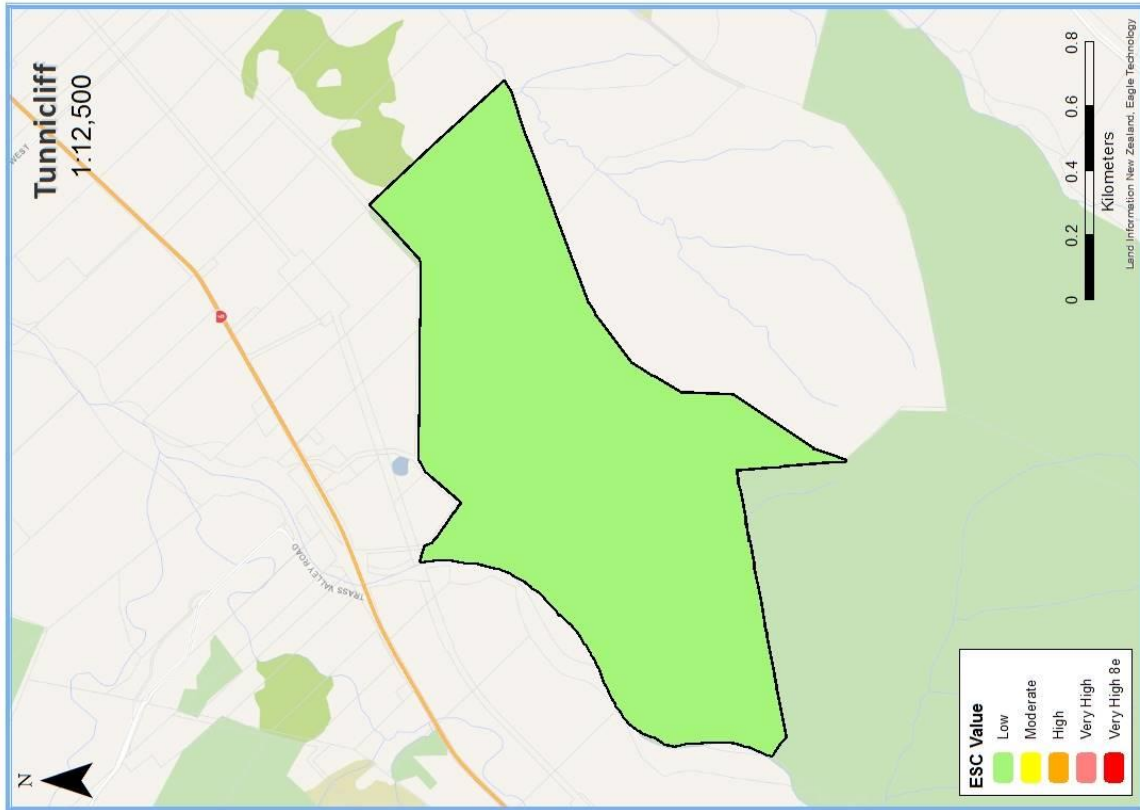 Tunnicliff
1:12,500
WEST
6
TRASS VALLEY ROAD
N
ESC Value
Low
Moderate
High
Very High
Very High 8e
0 0.2 0.4 0.6 0.8
Kilometers
Land Information New Zealand, Eagle Technology